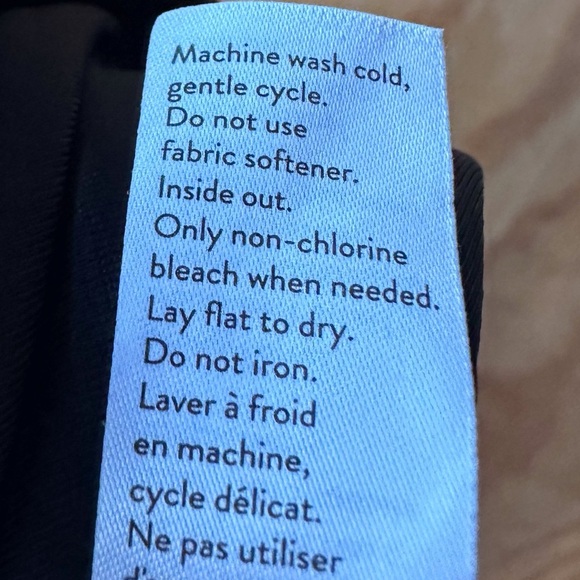 Machine wash cold,
gentle cycle.
Do not use
fabric softener.
Inside out.
Only non-chlorine
bleach when needed.
Lay flat to dry.
Do not iron.
Laver à froid
en machine,
cycle délicat.
Ne pas utiliser